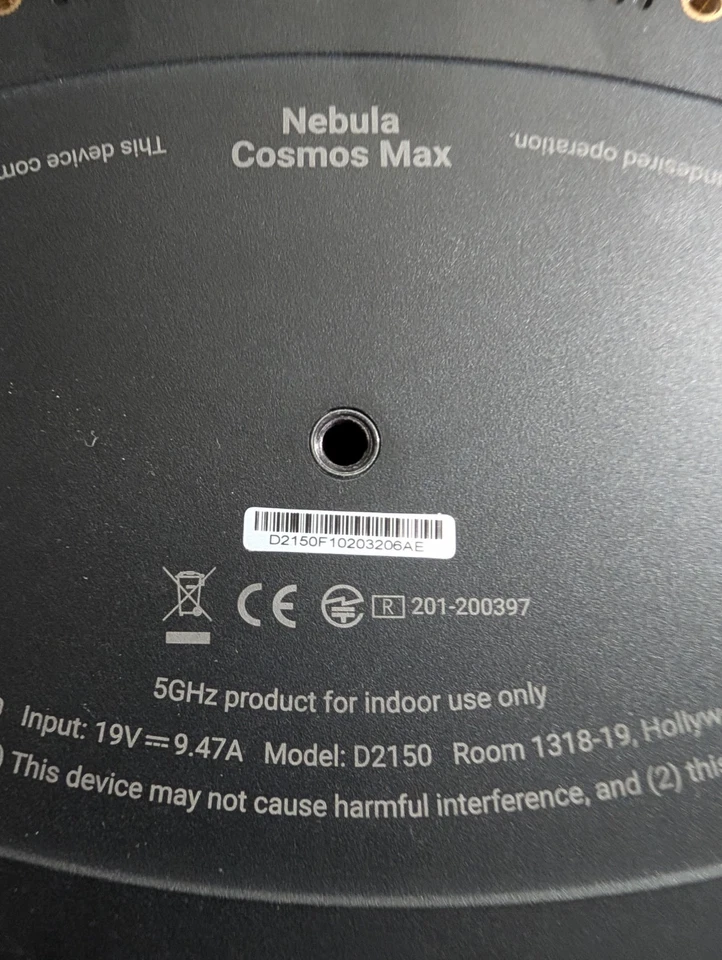 Nebula
Cosmos Max
This device com
undesired operation.
D2150F10203206AE
CE R 201-200397
5GHz product for indoor use only
Input: 19V⎓9.47A Model: D2150 Room 1318-19, Hollyw
) This device may not cause harmful interference, and (2) this